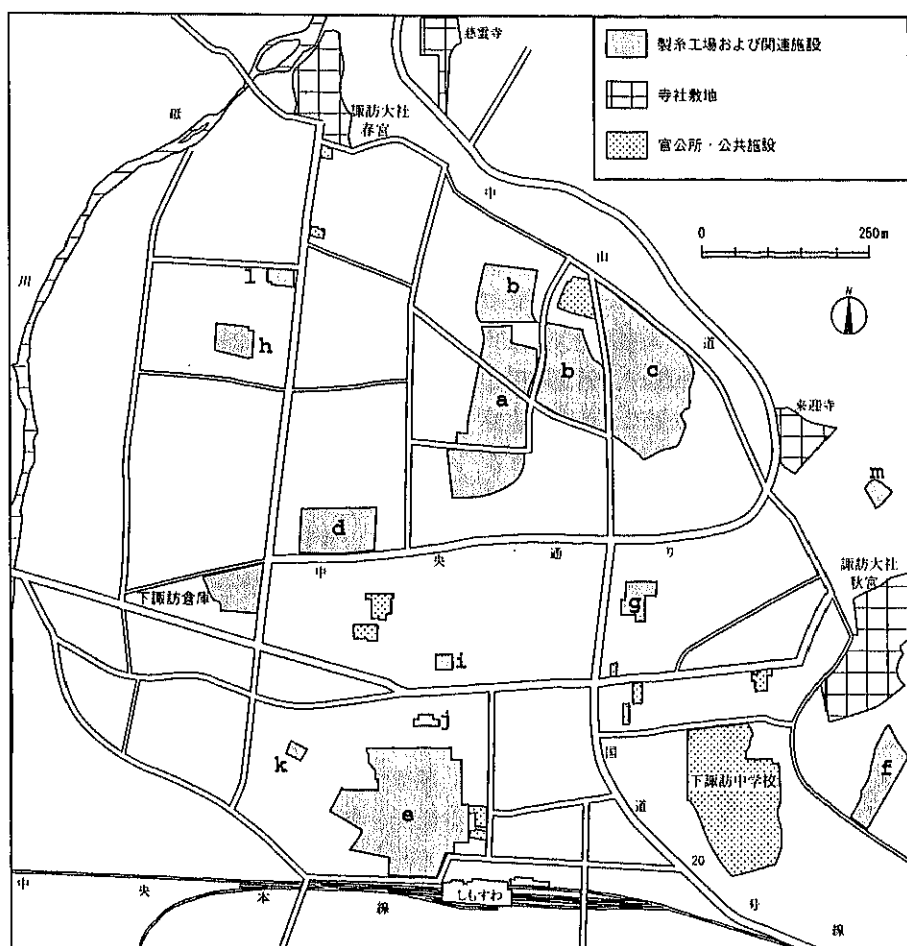 慈雲寺
製糸工場および関連施設
寺社敷地
官公所・公共施設
諏訪大社
春宮
砥
川
中
山
道
0 250m
N
l
h
b
b
c
a
来迎寺
m
d
中央通り
諏訪大社
秋宮
下諏訪倉庫
g
i
j
k
国
道
20
号
線
下諏訪中学校
f
e
中央本線
しもすわ